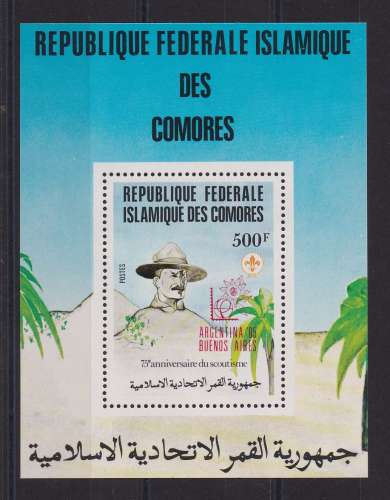 REPUBLIQUE FEDERALE ISLAMIQUE
DES
COMORES
REPUBLIQUE FEDERALE
ISLAMIQUE DES COMORES
500F
POSTES
ARGENTINA '85
BUENOS AIRES
75e anniversaire du scoutisme
جمهورية القمر الاتحادية الاسلامية
جمهورية القمر الاتحادية الاسلامية